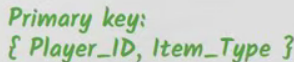 Primary key:
{ Player_ID, Item_Type }